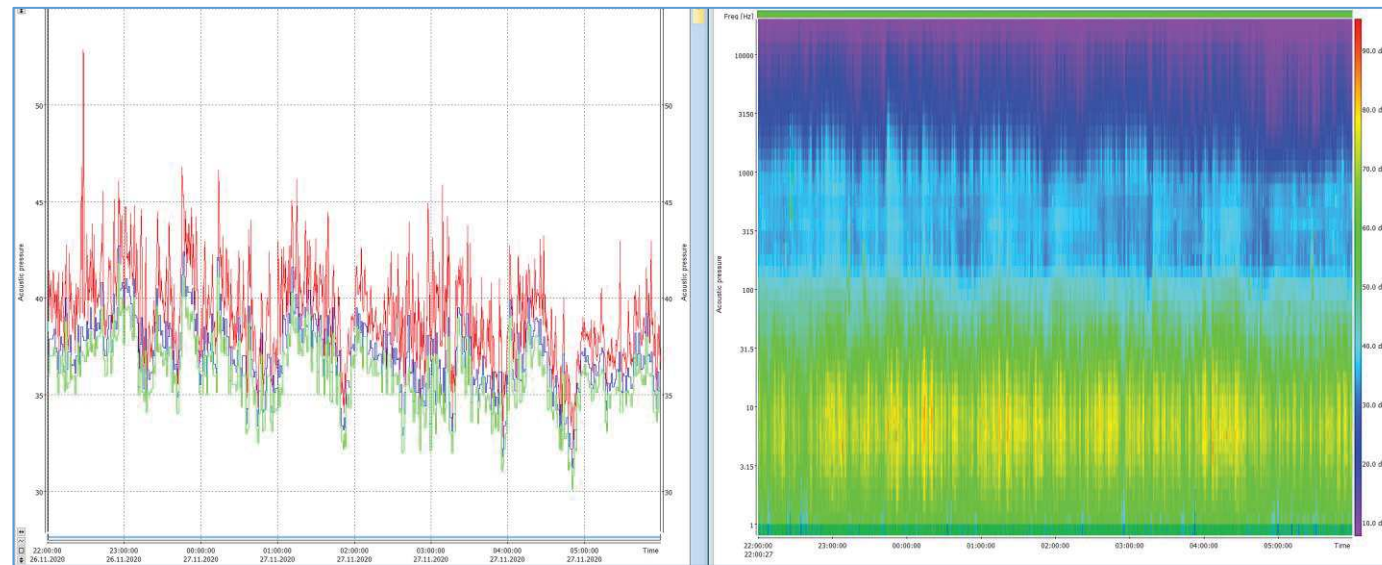 50
50
45
45
40
40
35
35
30
30
Acoustic pressure
Acoustic pressure
22:00:00 23:00:00 00:00:00 01:00:00 02:00:00 03:00:00 04:00:00 05:00:00 Time
26.11.2020 26.11.2020 27.11.2020 27.11.2020 27.11.2020 27.11.2020 27.11.2020 27.11.2020
Freq (Hz)
10000
3150
1000
315
100
31.5
10
3.15
1
Acoustic pressure
90.0 d
80.0 d
70.0 d
60.0 d
50.0 d
40.0 d
30.0 d
20.0 d
10.0 d
22:00:00 23:00:00 00:00:00 01:00:00 02:00:00 03:00:00 04:00:00 05:00:00 Time
22:00:27